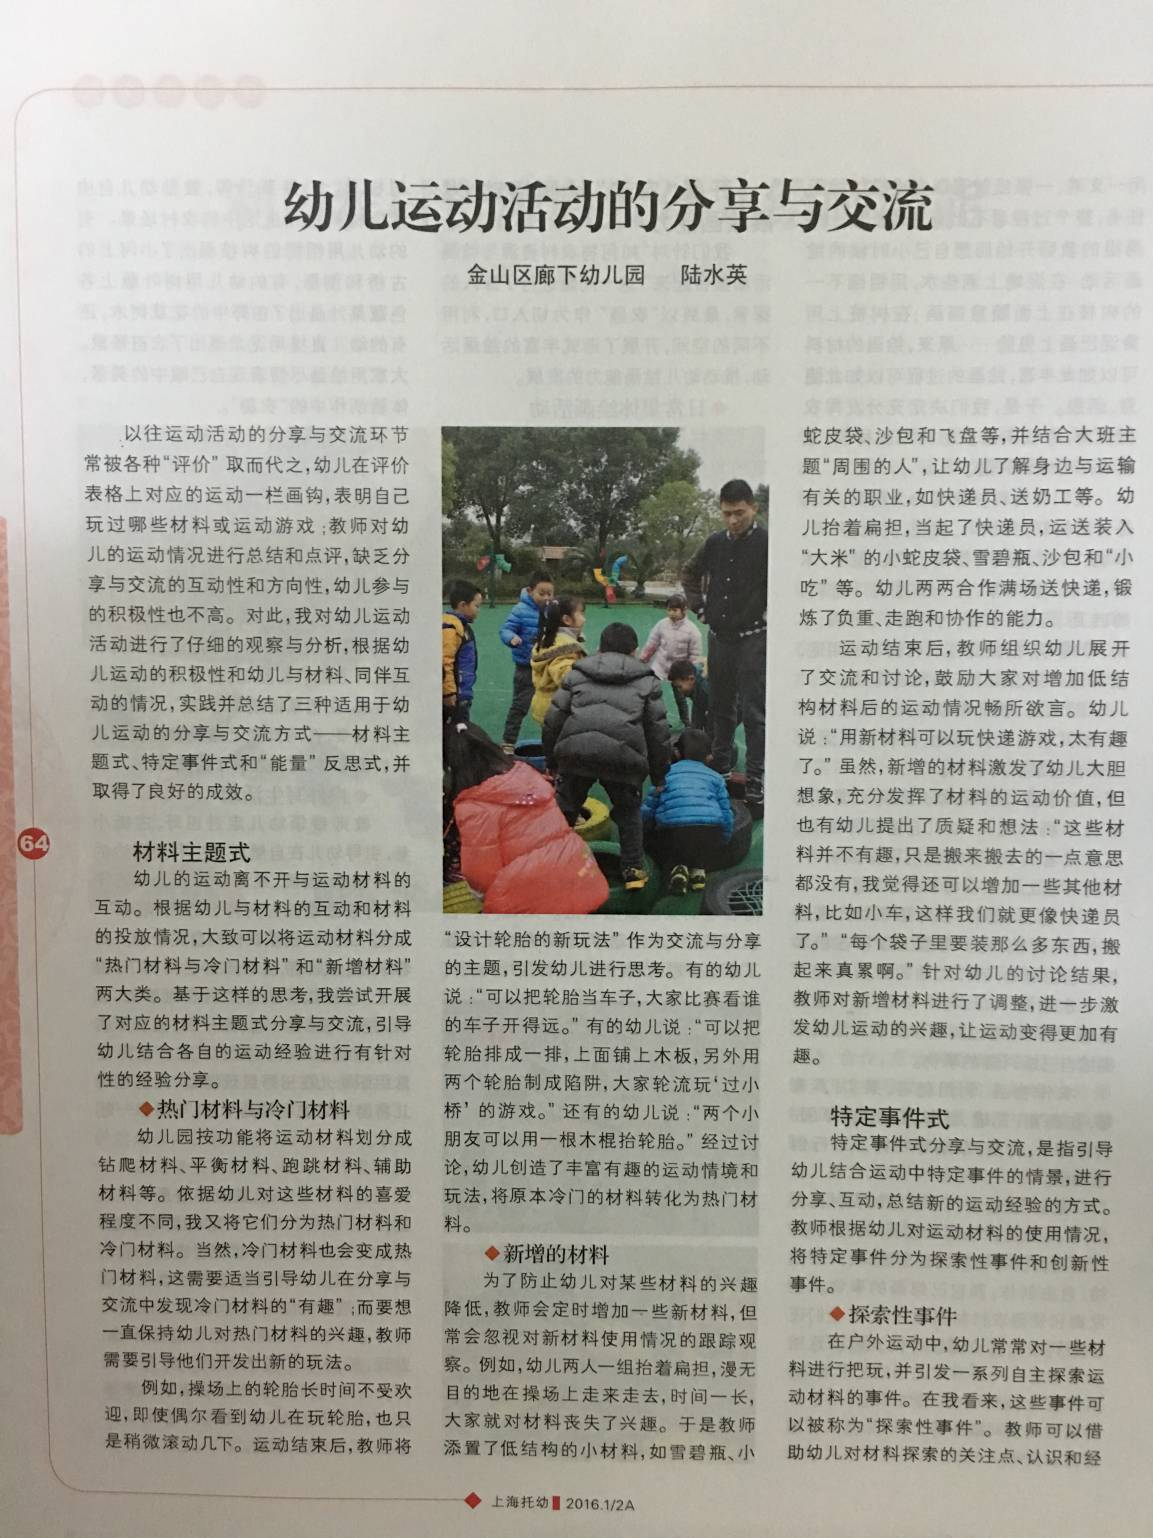 幼儿运动活动的分享与交流
金山区廊下幼儿园 陆水英
以往运动活动的分享与交流环节
常被各种“评价”取而代之,幼儿在评价
表格上对应的运动一栏画钩,表明自己
玩过哪些材料或运动游戏;教师对幼
儿的运动情况进行总结和点评,缺乏分
享与交流的互动性和方向性,幼儿参与
的积极性也不高。对此,我对幼儿运动
活动进行了仔细的观察与分析,根据幼
儿运动的积极性和幼儿与材料、同伴互
动的情况,实践并总结了三种适用于幼
儿运动的分享与交流方式——材料主
题式、特定事件式和“能量”反思式,并
取得了良好的成效。
材料主题式
幼儿的运动离不开与运动材料的
互动。根据幼儿与材料的互动和材料
的投放情况,大致可以将运动材料分成
“热门材料与冷门材料”和“新增材料”
两大类。基于这样的思考,我尝试开展
了对应的材料主题式分享与交流,引导
幼儿结合各自的运动经验进行有针对
性的经验分享。
◆热门材料与冷门材料
幼儿园按功能将运动材料划分成
钻爬材料、平衡材料、跑跳材料、辅助
材料等。依据幼儿对这些材料的喜爱
程度不同,我又将它们分为热门材料和
冷门材料。当然,冷门材料也会变成热
门材料,这需要适当引导幼儿在分享与
交流中发现冷门材料的“有趣”;而要想
一直保持幼儿对热门材料的兴趣,教师
需要引导他们开发出新的玩法。
例如,操场上的轮胎长时间不受欢
迎,即使偶尔看到幼儿在玩轮胎,也只
是稍微滚动几下。运动结束后,教师将
“设计轮胎的新玩法”作为交流与分享
的主题,引发幼儿进行思考。有的幼儿
说:“可以把轮胎当车子,大家比赛看谁
的车子开得远。”有的幼儿说:“可以把
轮胎排成一排,上面铺上木板,另外用
两个轮胎制成陷阱,大家轮流玩‘过小
桥’的游戏。”还有的幼儿说:“两个小
朋友可以用一根木棍抬轮胎。”经过讨
论,幼儿创造了丰富有趣的运动情境和
玩法,将原本冷门的材料转化为热门材
料。
◆新增的材料
为了防止幼儿对某些材料的兴趣
降低,教师会定时增加一些新材料,但
常会忽视对新材料使用情况的跟踪观
察。例如,幼儿两人一组抬着扁担,漫无
目的地在操场上走来走去,时间一长,
大家就对材料丧失了兴趣。于是教师
添置了低结构的小材料,如雪碧瓶、小
蛇皮袋、沙包和飞盘等,并结合大班主
题“周围的人”,让幼儿了解身边与运输
有关的职业,如快递员、送奶工等。幼
儿抬着扁担,当起了快递员,运送装入
“大米”的小蛇皮袋、雪碧瓶、沙包和“小
吃”等。幼儿两两合作满场送快递,锻
炼了负重、走跑和协作的能力。
运动结束后,教师组织幼儿展开
了交流和讨论,鼓励大家对增加低结
构材料后的运动情况畅所欲言。幼儿
说:“用新材料可以玩快递游戏,太有趣
了。”虽然,新增的材料激发了幼儿大胆
想象,充分发挥了材料的运动价值,但
也有幼儿提出了质疑和想法:“这些材
料并不有趣,只是搬来搬去的一点意思
都没有,我觉得还可以增加一些其他材
料,比如小车,这样我们就更像快递员
了。”“每个袋子里要装那么多东西,搬
起来真累啊。”针对幼儿的讨论结果,
教师对新增材料进行了调整,进一步激
发幼儿运动的兴趣,让运动变得更加有
趣。
特定事件式
特定事件式分享与交流,是指引导
幼儿结合运动中特定事件的情景,进行
分享、互动,总结新的运动经验的方式。
教师根据幼儿对运动材料的使用情况,
将特定事件分为探索性事件和创新性
事件。
◆探索性事件
在户外运动中,幼儿常常对一些材
料进行把玩,并引发一系列自主探索运
动材料的事件。在我看来,这些事件可
以被称为“探索性事件”。教师可以借
助幼儿对材料探索的关注点、认识和经
64
上海托幼 2016.1/2A